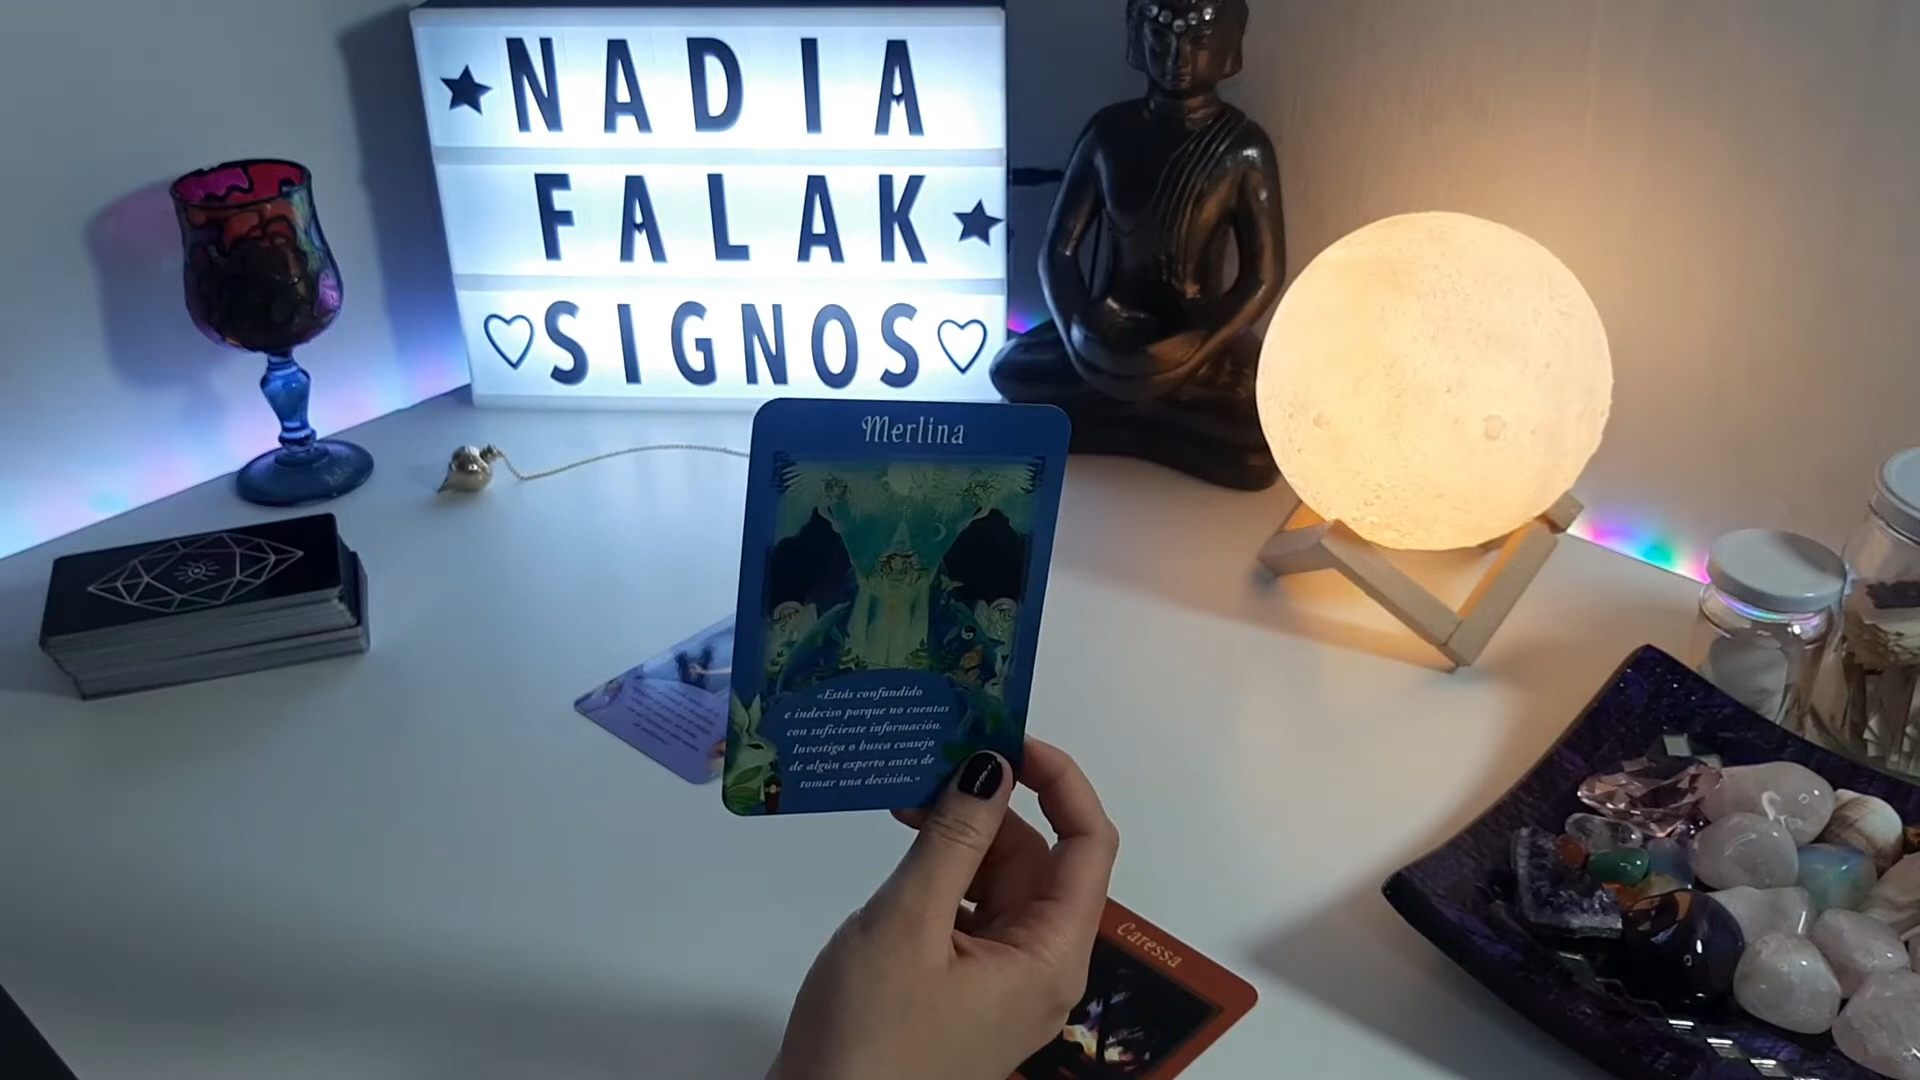 NADIA
FALAK
SIGNOS
Merlina
«Estás confundido
e indeciso porque no cuentas
con suficiente información.
Investiga o busca consejo
de algún experto antes de
tomar una decisión.»
Caressa